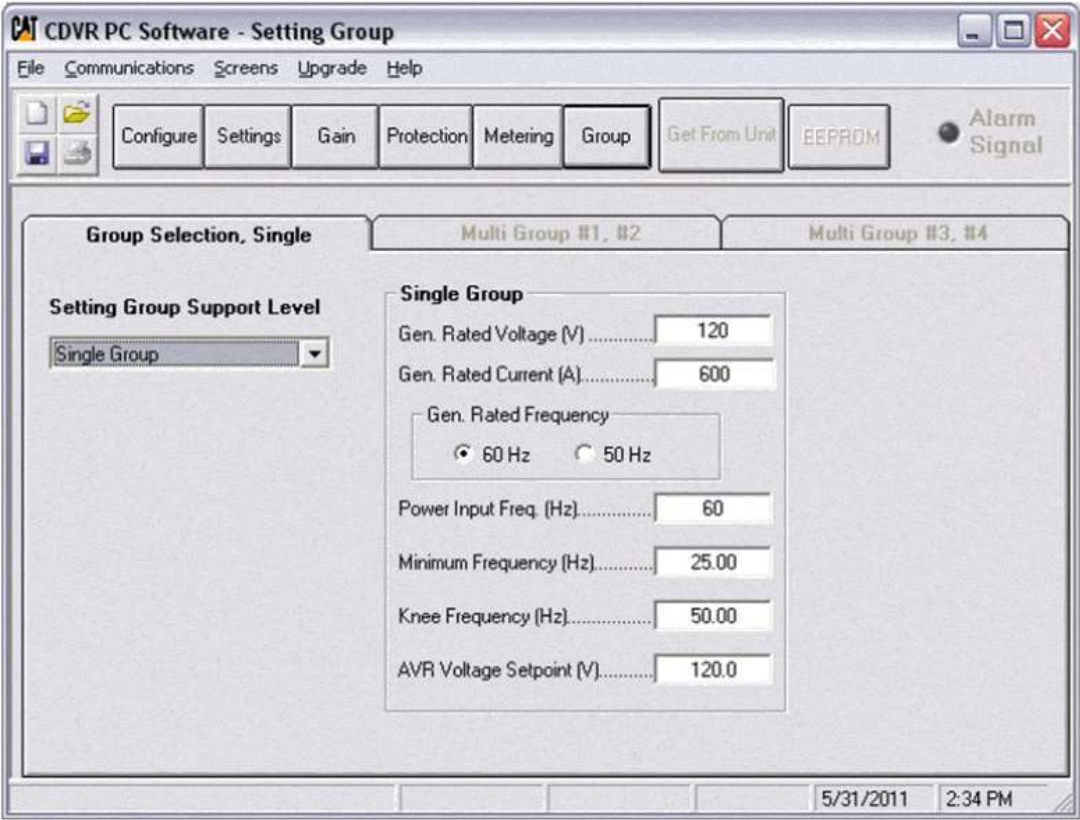 CAT CDVR PC Software - Setting Group
File Communications Screens Upgrade Help
Configure Settings Gain Protection Metering Group Get From Unit EEPROM Alarm Signal
Group Selection, Single Multi Group #1, #2 Multi Group #3, #4
Setting Group Support Level
Single Group
Single Group
Gen. Rated Voltage (V) ............. 120
Gen. Rated Current (A)............... 600
Gen. Rated Frequency
60 Hz 50 Hz
Power Input Freq. (Hz)............... 60
Minimum Frequency (Hz)............ 25.00
Knee Frequency (Hz)................. 50.00
AVR Voltage Setpoint (V)........... 120.0
5/31/2011 2:34 PM